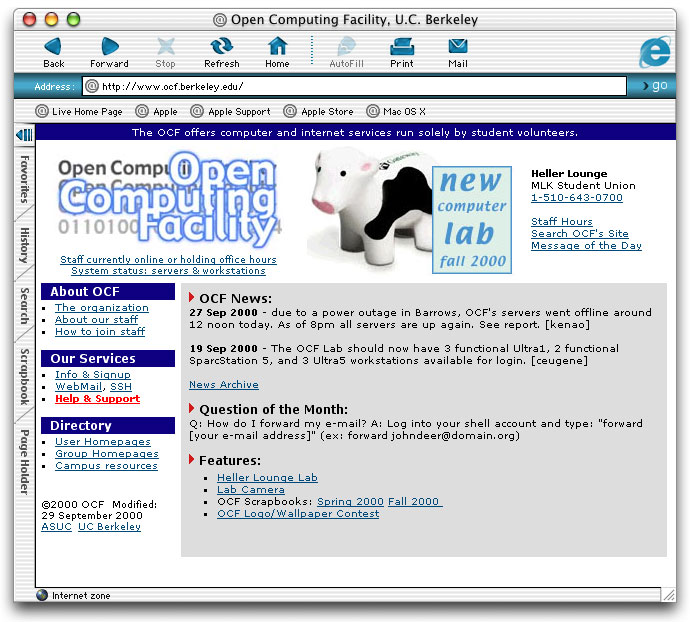 @ Open Computing Facility, U.C. Berkeley
Back Forward Stop Refresh Home AutoFill Print Mail
Address: @ http://www.ocf.berkeley.edu/ go
@ Live Home Page @ Apple @ Apple Support @ Apple Store @ Mac OS X
The OCF offers computer and internet services run solely by student volunteers.
Favorites
History
Search
Scrapbook
Page Holder
Open Compu
0110100
Open
Computing
Facility
Staff currently online or holding office hours
System status: servers & workstations
new
computer
lab
fall 2000
Heller Lounge
MLK Student Union
1-510-643-0700
Staff Hours
Search OCF's Site
Message of the Day
About OCF
• The organization
• About our staff
• How to join staff
Our Services
• Info & Signup
• WebMail, SSH
• Help & Support
Directory
• User Homepages
• Group Homepages
• Campus resources
©2000 OCF Modified:
29 September 2000
ASUC UC Berkeley
OCF News:
27 Sep 2000 - due to a power outage in Barrows, OCF's servers went offline around
12 noon today. As of 8pm all servers are up again. See report. [kenao]
19 Sep 2000 - The OCF Lab should now have 3 functional Ultra1, 2 functional
SparcStation 5, and 3 Ultra5 workstations available for login. [ceugene]
News Archive
Question of the Month:
Q: How do I forward my e-mail? A: Log into your shell account and type: "forward
[your e-mail address]" (ex: forward johndeer@domain.org)
Features:
• Heller Lounge Lab
• Lab Camera
• OCF Scrapbooks: Spring 2000 Fall 2000
• OCF Logo/Wallpaper Contest
Internet zone